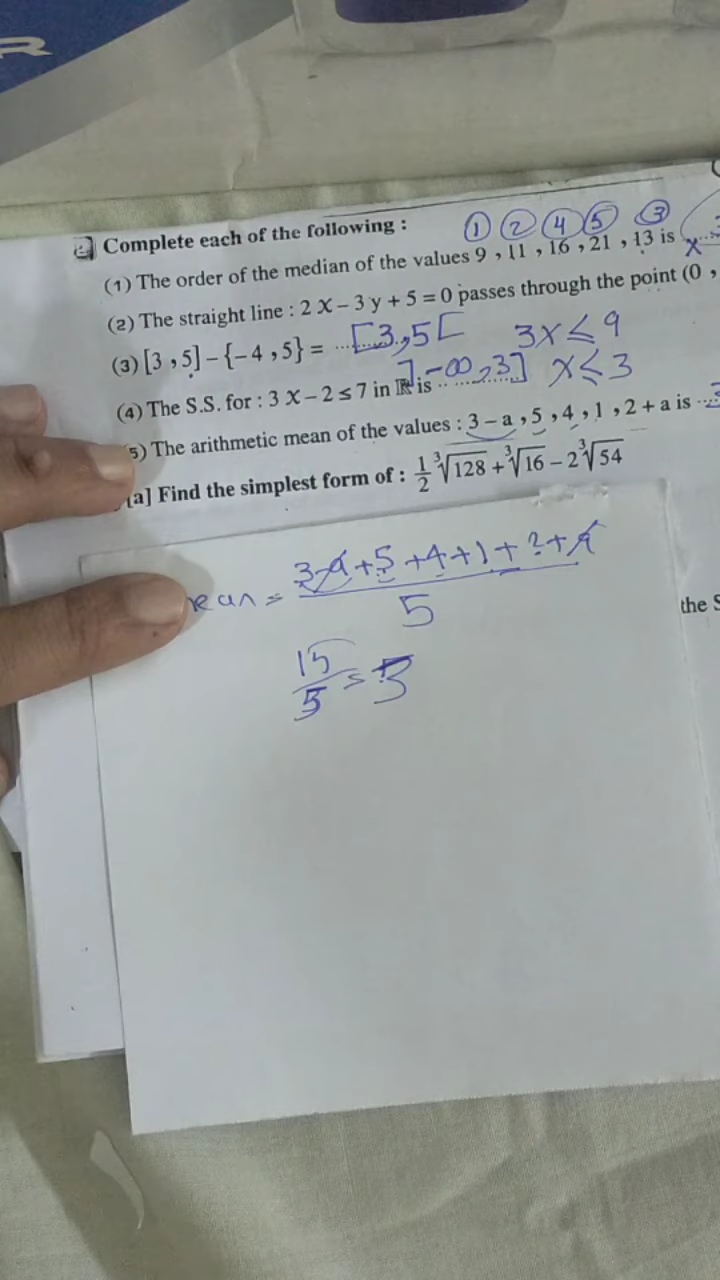 R
① ② ④ ⑤ ③
Complete each of the following :
(1) The order of the median of the values 9 , 11 , 16 , 21 , 13 is
(2) The straight line : 2 X – 3 y + 5 = 0 passes through the point (0 ,
(3) [3 , 5] – {– 4 , 5} = [3,5[
3X ≤ 9
(4) The S.S. for : 3 X – 2 ≤ 7 in ℝ is ]-∞,3]
X ≤ 3
5) The arithmetic mean of the values : 3 – a , 5 , 4 , 1 , 2 + a is
[a] Find the simplest form of : 1/2 ∛128 + ∛16 – 2 ∛54
ean = 3-a+5+4+1+2+a / 5
the S
15/5 = 3